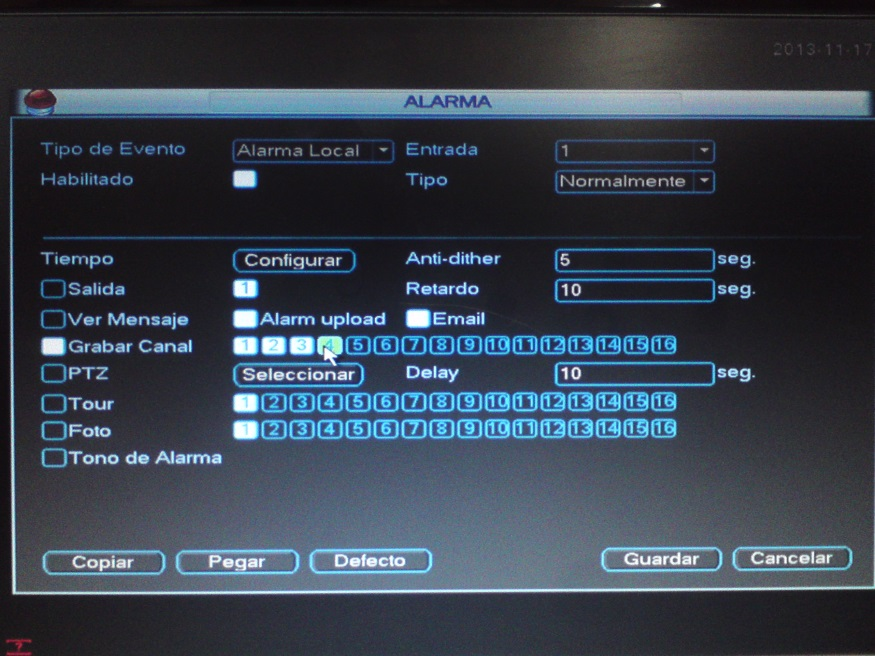 2013-11-17
ALARMA
Tipo de Evento Alarma Local Entrada 1
Habilitado Tipo Normalmente
Tiempo Configurar Anti-dither 5 seg.
Salida 1 Retardo 10 seg.
Ver Mensaje Alarm upload Email
Grabar Canal 1 2 3 4 5 6 7 8 9 10 11 12 13 14 15 16
PTZ Seleccionar Delay 10 seg.
Tour 1 2 3 4 5 6 7 8 9 10 11 12 13 14 15 16
Foto 1 2 3 4 5 6 7 8 9 10 11 12 13 14 15 16
Tono de Alarma
Copiar Pegar Defecto Guardar Cancelar
?